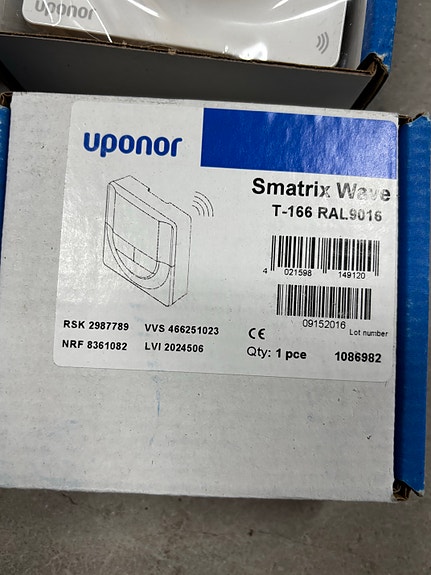 uponor
uponor
Smatrix Wave
T-166 RAL9016
4 021598 149120
09152016
Lot number
RSK 2987789 VVS 466251023
CE
NRF 8361082 LVI 2024506
Qty: 1 pce 1086982